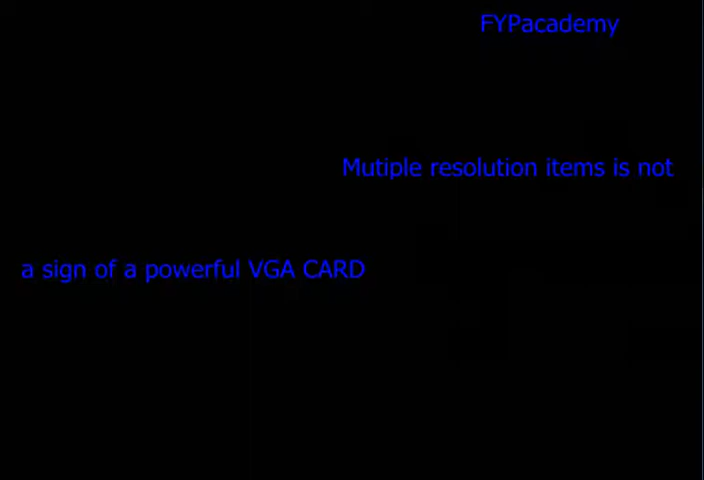 FYPacademy
Mutiple resolution items is not
a sign of a powerful VGA CARD